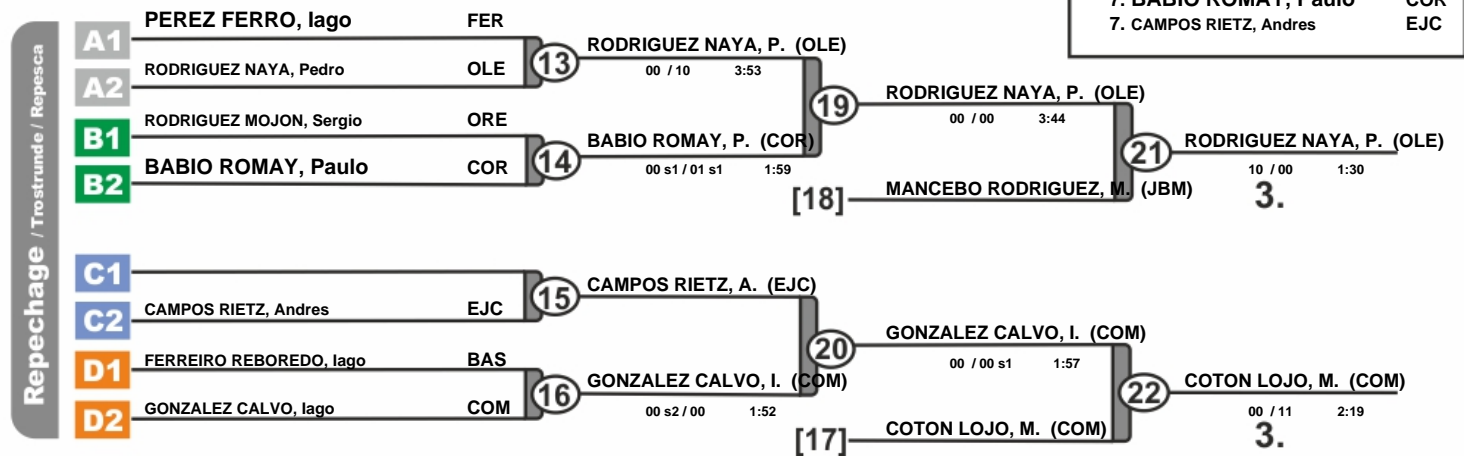 7. BABIO ROMAY, Paulo COR
7. CAMPOS RIETZ, Andres EJC
Repechage / Trostrunde / Repesca
A1 PEREZ FERRO, Iago FER
A2 RODRIGUEZ NAYA, Pedro OLE
13 RODRIGUEZ NAYA, P. (OLE)
00 / 10 3:53
B1 RODRIGUEZ MOJON, Sergio ORE
B2 BABIO ROMAY, Paulo COR
14 BABIO ROMAY, P. (COR)
00 s1 / 01 s1 1:59
19 RODRIGUEZ NAYA, P. (OLE)
00 / 00 3:44
[18] MANCEBO RODRIGUEZ, M. (JBM)
21 RODRIGUEZ NAYA, P. (OLE)
10 / 00 1:30
3.
C1
C2 CAMPOS RIETZ, Andres EJC
15 CAMPOS RIETZ, A. (EJC)
D1 FERREIRO REBOREDO, Iago BAS
D2 GONZALEZ CALVO, Iago COM
16 GONZALEZ CALVO, I. (COM)
00 s2 / 00 1:52
20 GONZALEZ CALVO, I. (COM)
00 / 00 s1 1:57
[17] COTON LOJO, M. (COM)
22 COTON LOJO, M. (COM)
00 / 11 2:19
3.